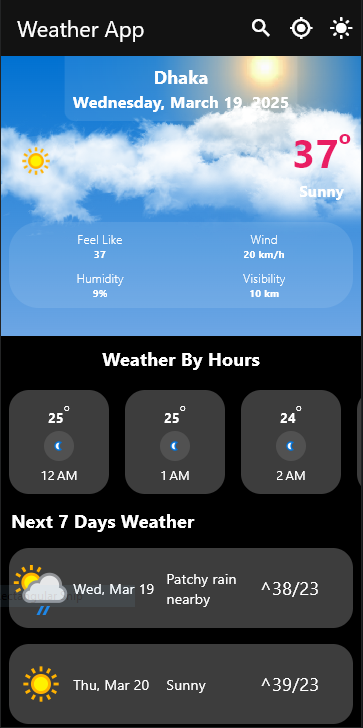 Weather App
Dhaka
Wednesday, March 19, 2025
37°
Sunny
Feel Like Wind
37 20 km/h
Humidity Visibility
9% 10 km
Weather By Hours
25° 25° 24°
12 AM 1 AM 2 AM
Next 7 Days Weather
Wed, Mar 19 Patchy rain nearby ^38/23
Thu, Mar 20 Sunny ^39/23